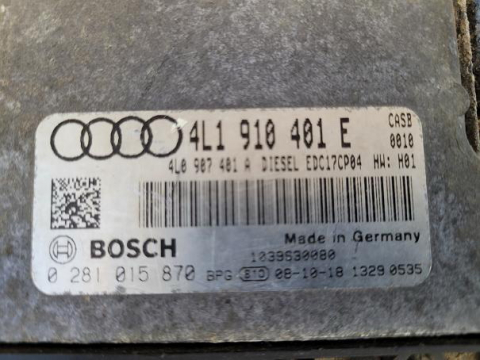 4L1 910 401 E
CASB
0010
4L0 907 401 A DIESEL EDC17CP04 HW: H01
BOSCH
Made in Germany
1039S30080
0 281 015 870 BPG 08-10-18 1329 0535